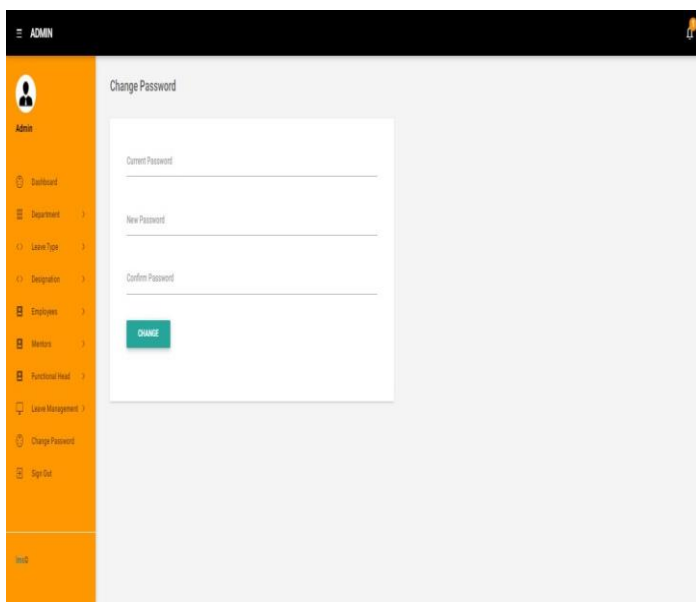 ADMIN
Admin
Dashboard
Department
Leave Type
Designation
Employees
Mentors
Functional Head
Leave Management
Change Password
Sign Out
Change Password
Current Password
New Password
Confirm Password
CHANGE